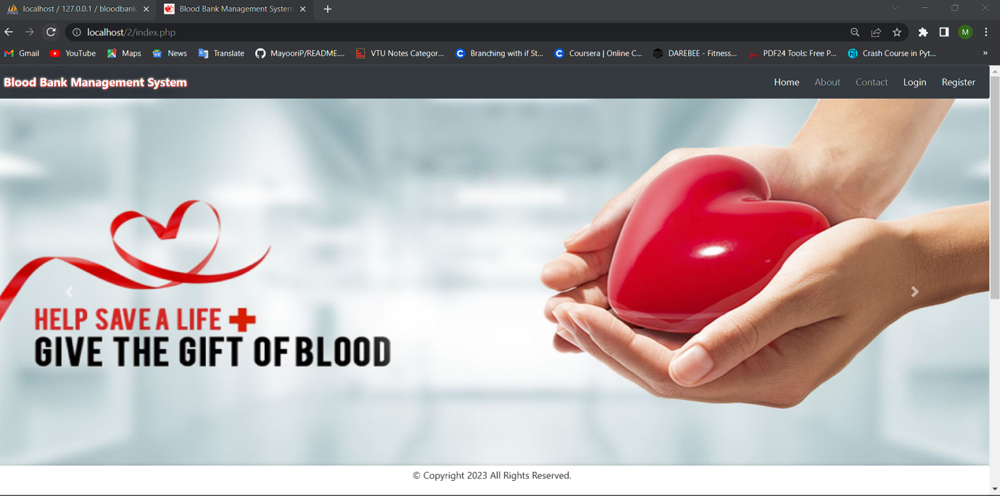 localhost / 127.0.0.1 / bloodbank
Blood Bank Management System
localhost/2/index.php
M
Gmail
YouTube
Maps
News
Translate
MayooriP/README....
VTU Notes Categor...
Branching with if St...
Coursera | Online C...
DAREBEE - Fitness...
PDF24 Tools: Free P...
Crash Course in Pyt...
»
Blood Bank Management System
Home
About
Contact
Login
Register
HELP SAVE A LIFE
GIVE THE GIFT OF BLOOD
© Copyright 2023 All Rights Reserved.